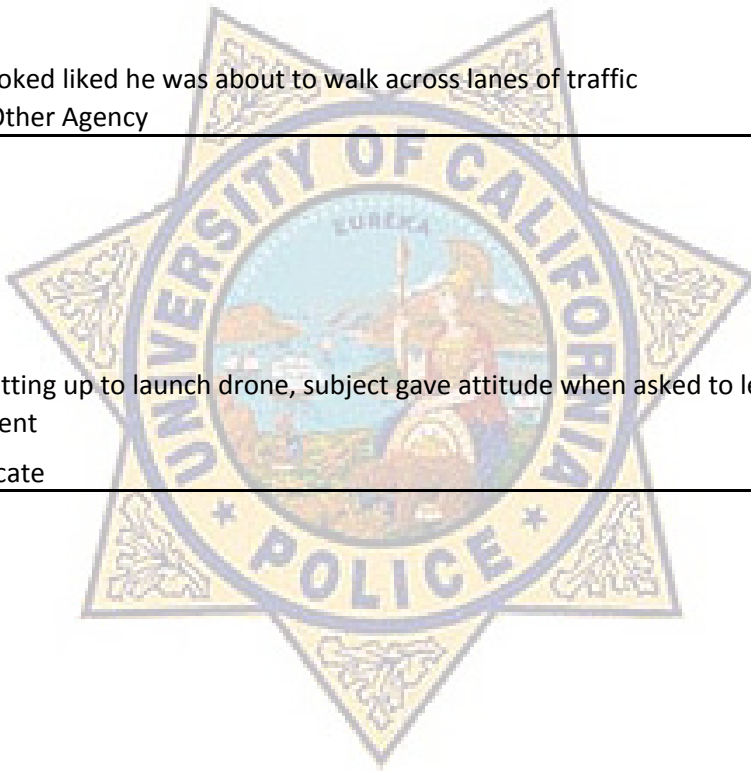 oked liked he was about to walk across lanes of traffic
Other Agency
UNIVERSITY OF CALIFORNIA
EUREKA
tting up to launch drone, subject gave attitude when asked to le
ent
cate
POLICE